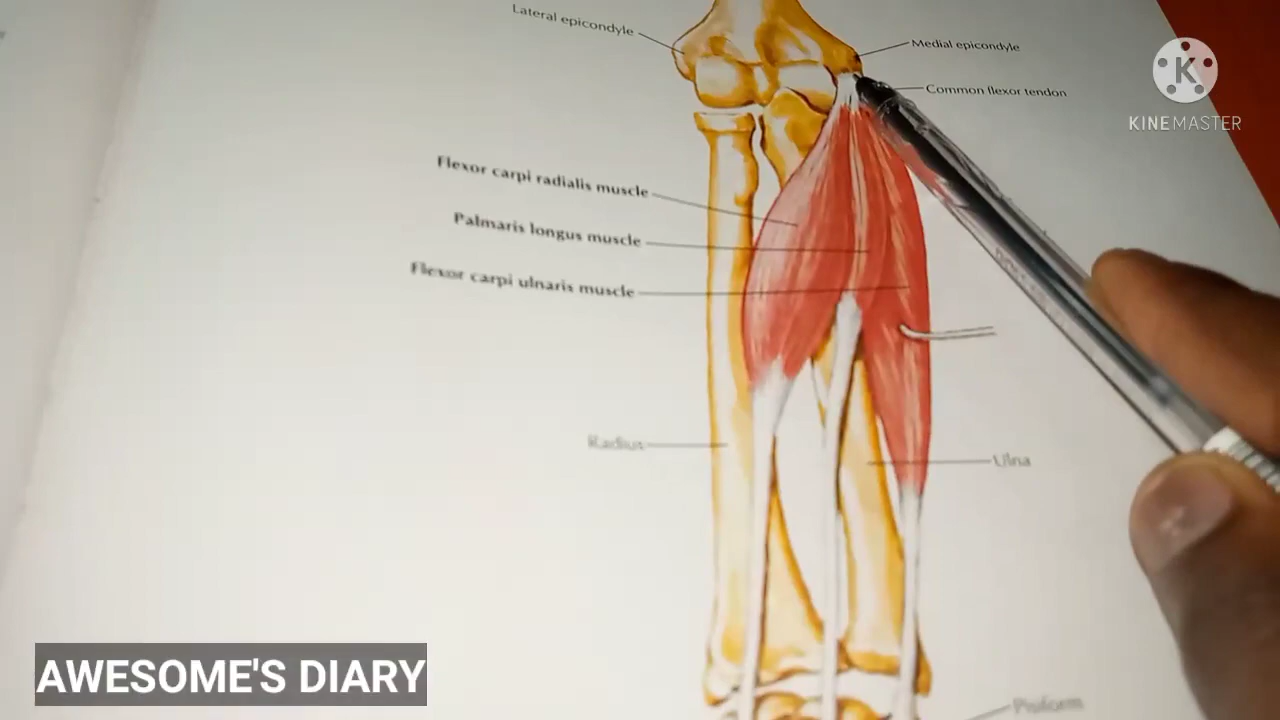 Lateral epicondyle
Medial epicondyle
Common flexor tendon
KINEMASTER
Flexor carpi radialis muscle
Palmaris longus muscle
Flexor carpi ulnaris muscle
Radius
Ulna
AWESOME'S DIARY
Pisiform